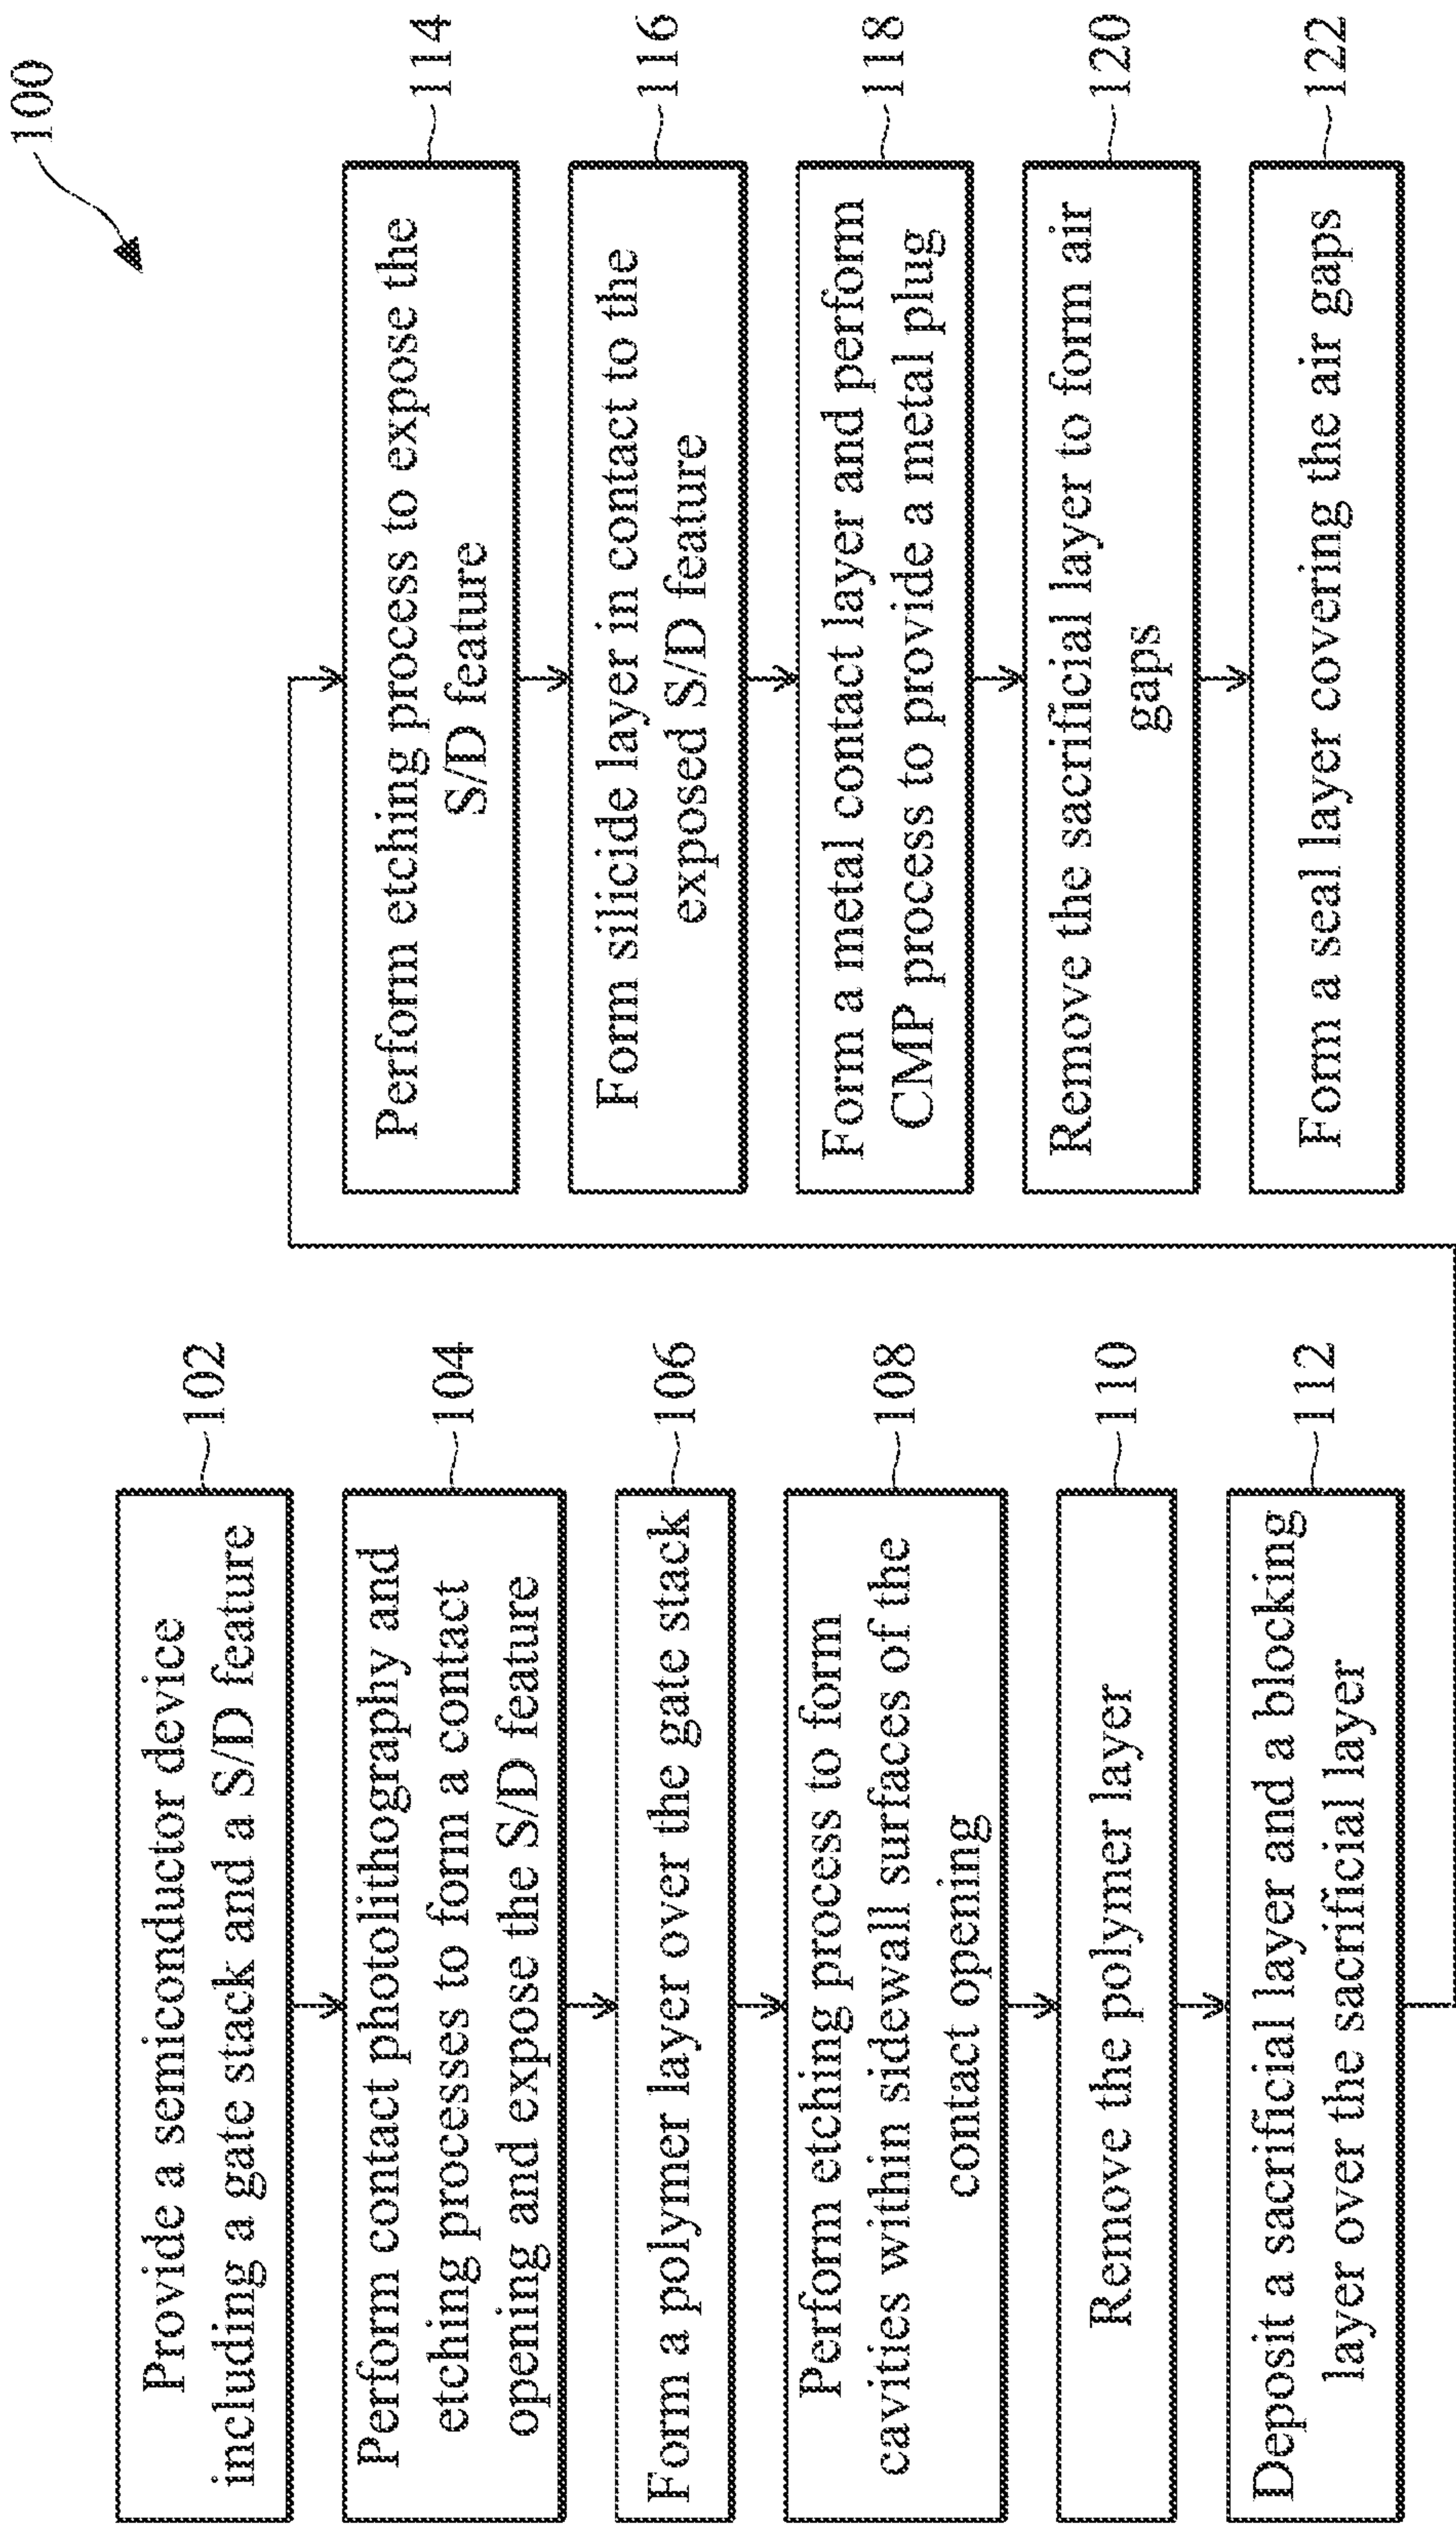 100
Provide a semiconductor device
including a gate stack and a S/D feature
102
Perform contact photolithography and
etching processes to form a contact
opening and expose the S/D feature
104
Form a polymer layer over the gate stack
106
Perform etching process to form
cavities within sidewall surfaces of the
contact opening
108
Remove the polymer layer
110
Deposit a sacrificial layer and a blocking
layer over the sacrificial layer
112
Perform etching process to expose the
S/D feature
114
Form silicide layer in contact to the
exposed S/D feature
116
Form a metal contact layer and perform
CMP process to provide a metal plug
118
Remove the sacrificial layer to form air
gaps
120
Form a seal layer covering the air gaps
122